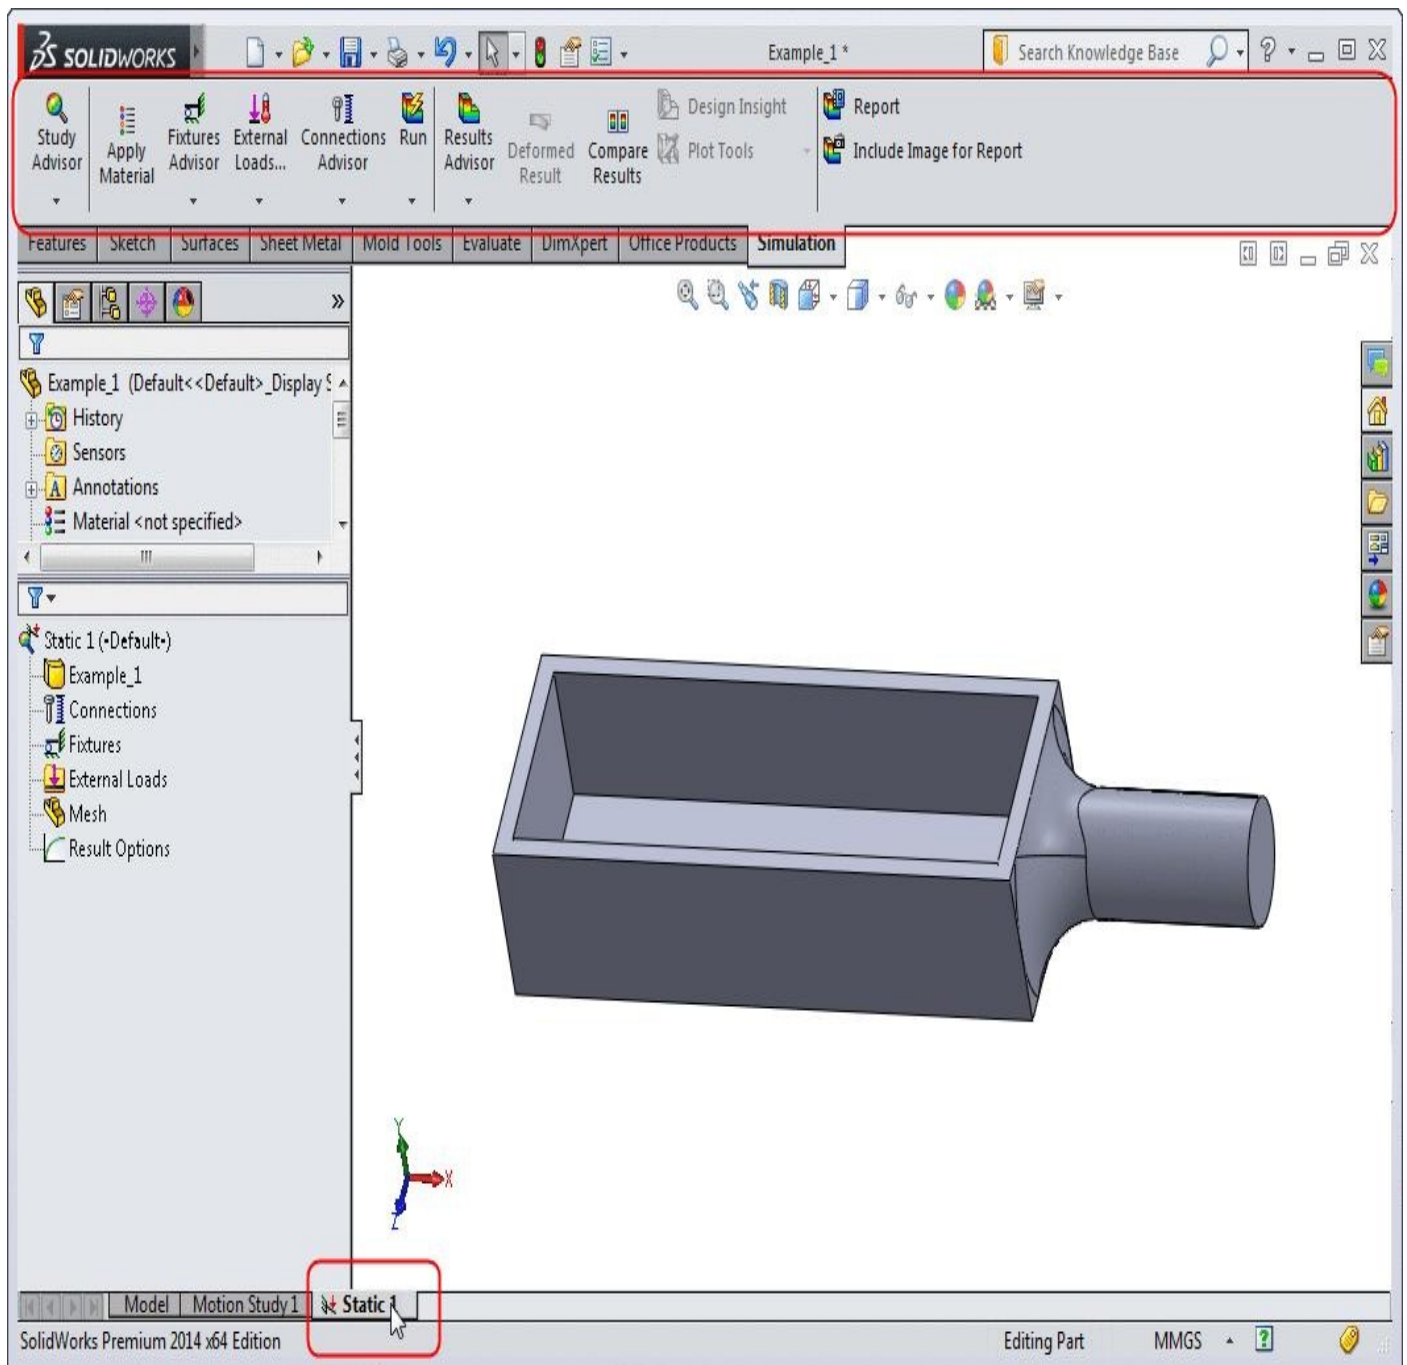 SOLIDWORKS
Example_1 *
Search Knowledge Base
Study Advisor
Apply Material
Fixtures Advisor
External Loads...
Connections Advisor
Run
Results Advisor
Deformed Result
Compare Results
Design Insight
Plot Tools
Report
Include Image for Report
Features Sketch Surfaces Sheet Metal Mold Tools Evaluate DimXpert Office Products Simulation
Example_1 (Default<<Default>_Display S
History
Sensors
A Annotations
Material <not specified>
Static 1 (-Default-)
Example_1
Connections
Fixtures
External Loads
Mesh
Result Options
Y
X
Z
Model Motion Study 1 Static 1
SolidWorks Premium 2014 x64 Edition Editing Part MMGS